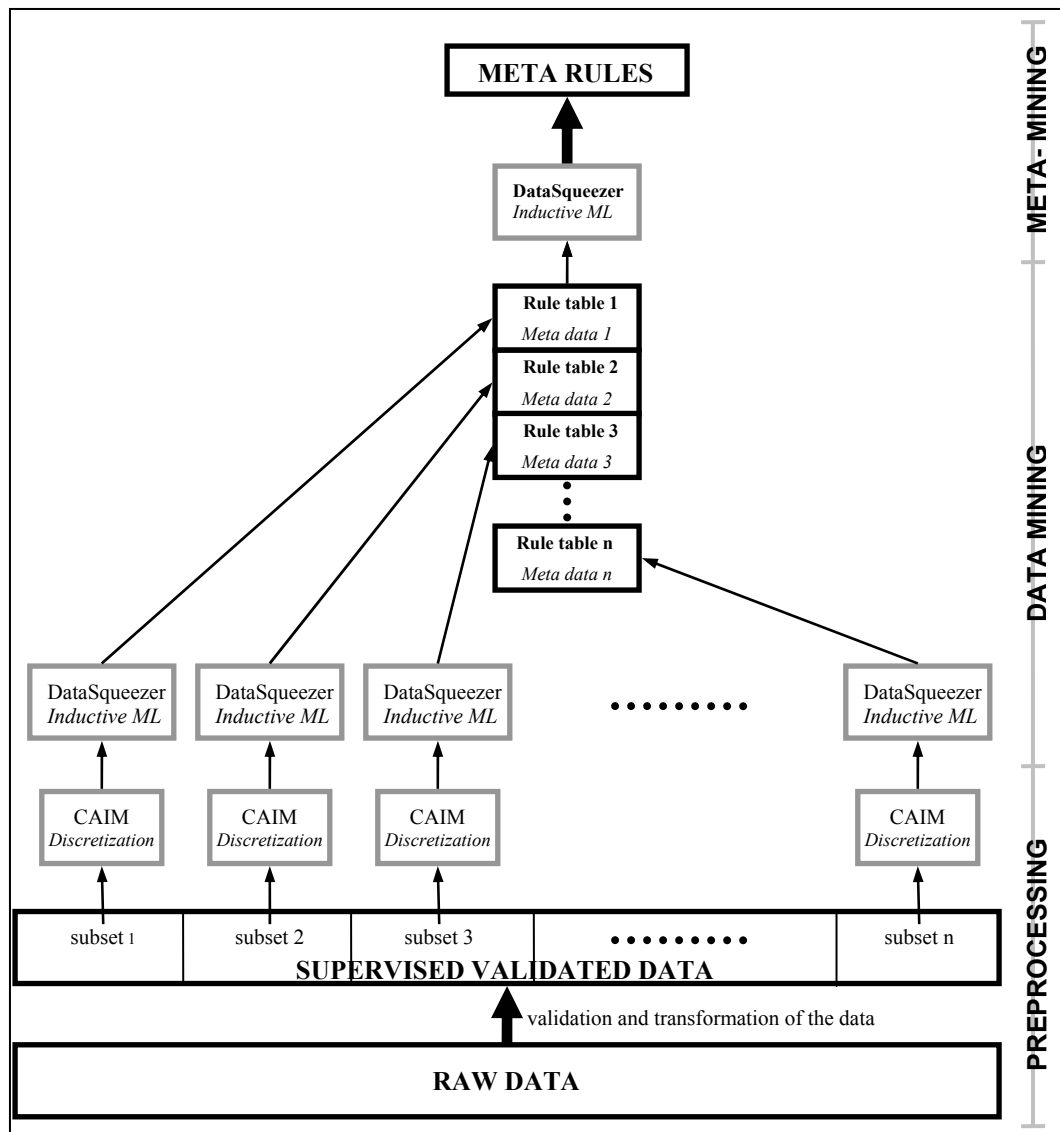 META RULES
DataSqueezer
Inductive ML
Rule table 1
Meta data 1
Rule table 2
Meta data 2
Rule table 3
Meta data 3
Rule table n
Meta data n
DataSqueezer
Inductive ML
DataSqueezer
Inductive ML
DataSqueezer
Inductive ML
DataSqueezer
Inductive ML
CAIM
Discretization
CAIM
Discretization
CAIM
Discretization
CAIM
Discretization
subset 1
subset 2
subset 3
subset n
SUPERVISED VALIDATED DATA
validation and transformation of the data
RAW DATA
META- MINING
DATA MINING
PREPROCESSING